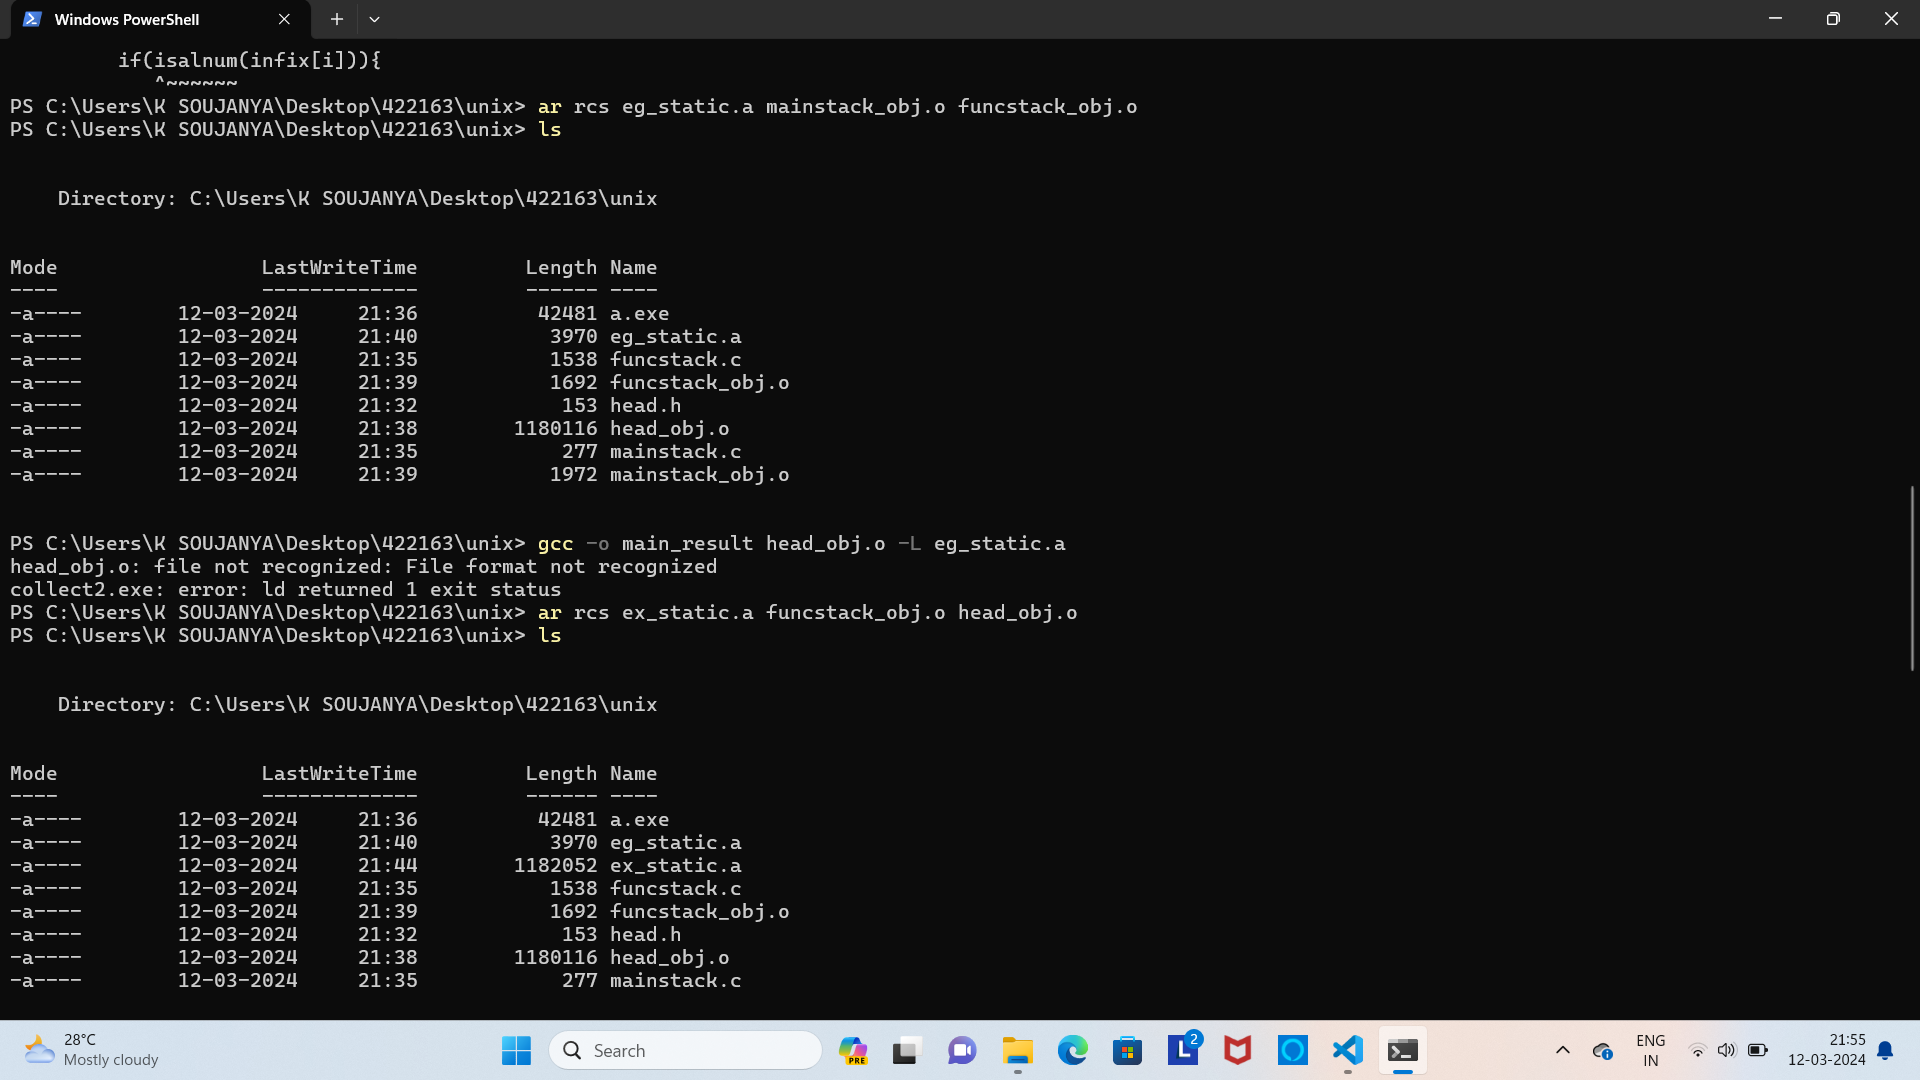 Windows PowerShell
if(isalnum(infix[i])){
^~~~~~~
PS C:\Users\K SOUJANYA\Desktop\422163\unix> ar rcs eg_static.a mainstack_obj.o funcstack_obj.o
PS C:\Users\K SOUJANYA\Desktop\422163\unix> ls
Directory: C:\Users\K SOUJANYA\Desktop\422163\unix
Mode LastWriteTime Length Name
---- ------------- ------ ----
-a---- 12-03-2024 21:36 42481 a.exe
-a---- 12-03-2024 21:40 3970 eg_static.a
-a---- 12-03-2024 21:35 1538 funcstack.c
-a---- 12-03-2024 21:39 1692 funcstack_obj.o
-a---- 12-03-2024 21:32 153 head.h
-a---- 12-03-2024 21:38 1180116 head_obj.o
-a---- 12-03-2024 21:35 277 mainstack.c
-a---- 12-03-2024 21:39 1972 mainstack_obj.o
PS C:\Users\K SOUJANYA\Desktop\422163\unix> gcc -o main_result head_obj.o -L eg_static.a
head_obj.o: file not recognized: File format not recognized
collect2.exe: error: ld returned 1 exit status
PS C:\Users\K SOUJANYA\Desktop\422163\unix> ar rcs ex_static.a funcstack_obj.o head_obj.o
PS C:\Users\K SOUJANYA\Desktop\422163\unix> ls
Directory: C:\Users\K SOUJANYA\Desktop\422163\unix
Mode LastWriteTime Length Name
---- ------------- ------ ----
-a---- 12-03-2024 21:36 42481 a.exe
-a---- 12-03-2024 21:40 3970 eg_static.a
-a---- 12-03-2024 21:44 1182052 ex_static.a
-a---- 12-03-2024 21:35 1538 funcstack.c
-a---- 12-03-2024 21:39 1692 funcstack_obj.o
-a---- 12-03-2024 21:32 153 head.h
-a---- 12-03-2024 21:38 1180116 head_obj.o
-a---- 12-03-2024 21:35 277 mainstack.c
28°C
Mostly cloudy
Search
PRE
L
2
ENG
IN
21:55
12-03-2024